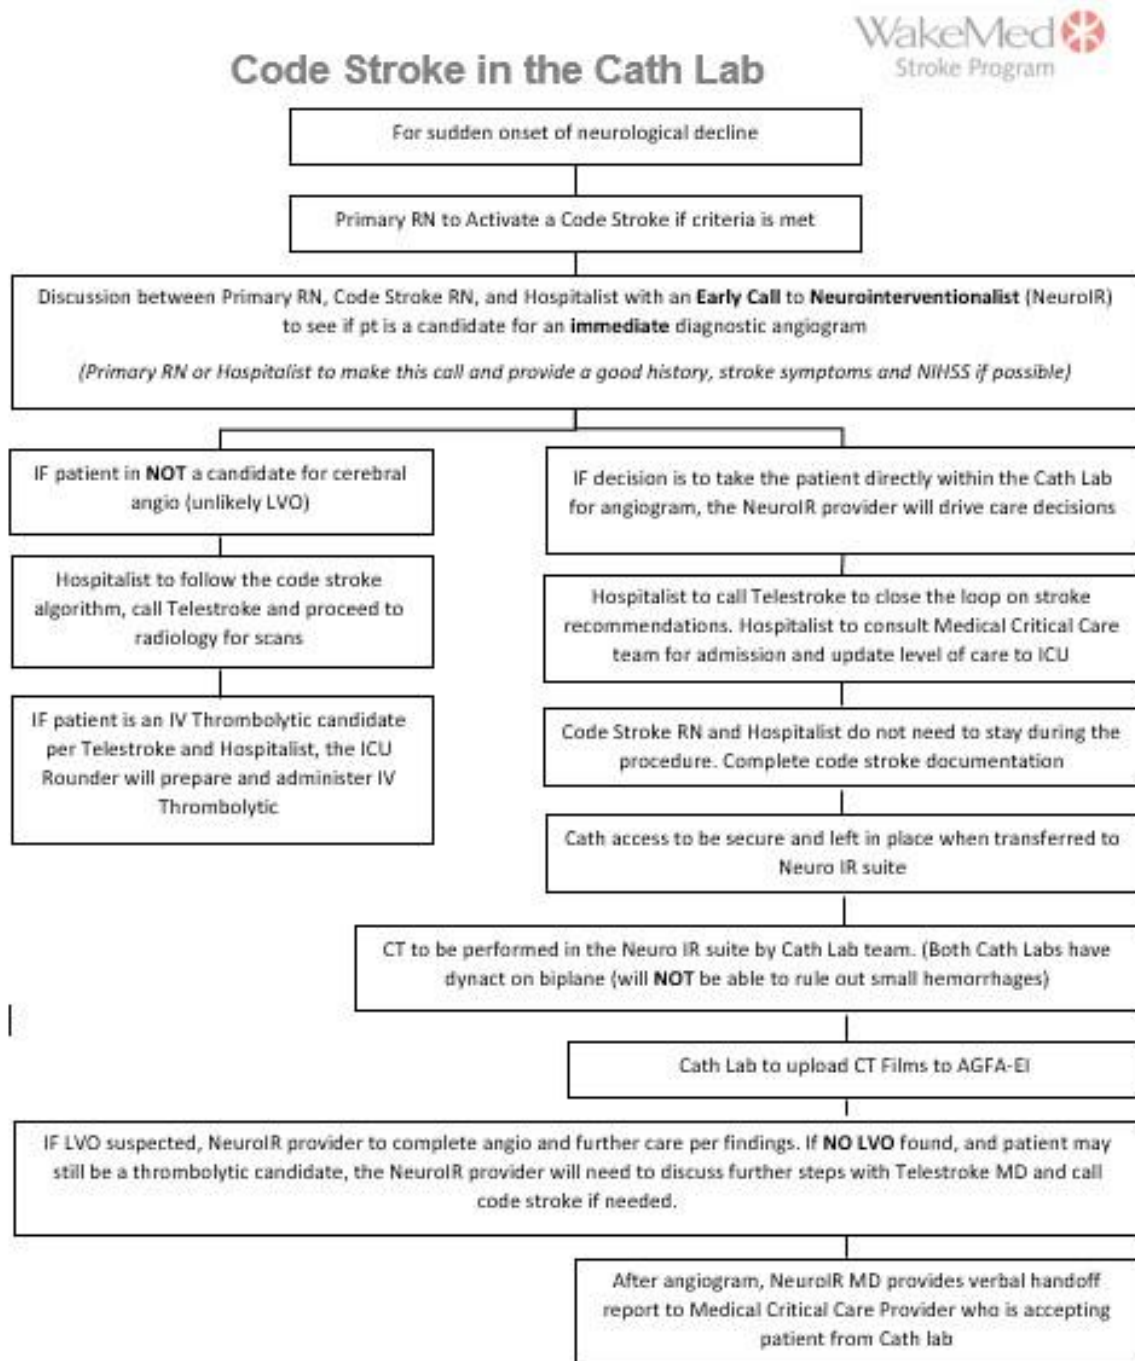 WakeMed
Stroke Program
Code Stroke in the Cath Lab
For sudden onset of neurological decline
Primary RN to Activate a Code Stroke if criteria is met
Discussion between Primary RN, Code Stroke RN, and Hospitalist with an Early Call to Neurointerventionalist (NeuroIR)
to see if pt is a candidate for an immediate diagnostic angiogram
(Primary RN or Hospitalist to make this call and provide a good history, stroke symptoms and NIHSS if possible)
IF patient in NOT a candidate for cerebral
angio (unlikely LVO)
Hospitalist to follow the code stroke
algorithm, call Telestroke and proceed to
radiology for scans
IF patient is an IV Thrombolytic candidate
per Telestroke and Hospitalist, the ICU
Rounder will prepare and administer IV
Thrombolytic
IF decision is to take the patient directly within the Cath Lab
for angiogram, the NeuroIR provider will drive care decisions
Hospitalist to call Telestroke to close the loop on stroke
recommendations. Hospitalist to consult Medical Critical Care
team for admission and update level of care to ICU
Code Stroke RN and Hospitalist do not need to stay during the
procedure. Complete code stroke documentation
Cath access to be secure and left in place when transferred to
Neuro IR suite
CT to be performed in the Neuro IR suite by Cath Lab team. (Both Cath Labs have
dynact on biplane (will NOT be able to rule out small hemorrhages)
Cath Lab to upload CT Films to AGFA-EI
IF LVO suspected, NeuroIR provider to complete angio and further care per findings. If NO LVO found, and patient may
still be a thrombolytic candidate, the NeuroIR provider will need to discuss further steps with Telestroke MD and call
code stroke if needed.
After angiogram, NeuroIR MD provides verbal handoff
report to Medical Critical Care Provider who is accepting
patient from Cath lab